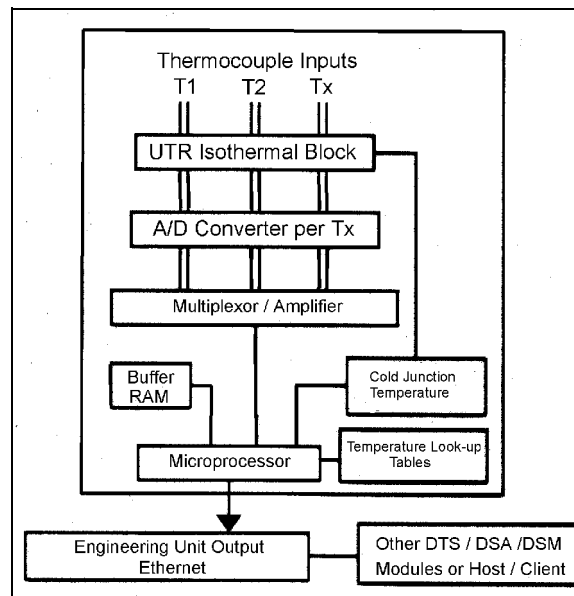 Thermocouple Inputs
T1 T2 Tx
UTR Isothermal Block
A/D Converter per Tx
Multiplexor / Amplifier
Buffer
RAM
Cold Junction
Temperature
Microprocessor
Temperature Look-up
Tables
Engineering Unit Output
Ethernet
Other DTS / DSA /DSM
Modules or Host / Client